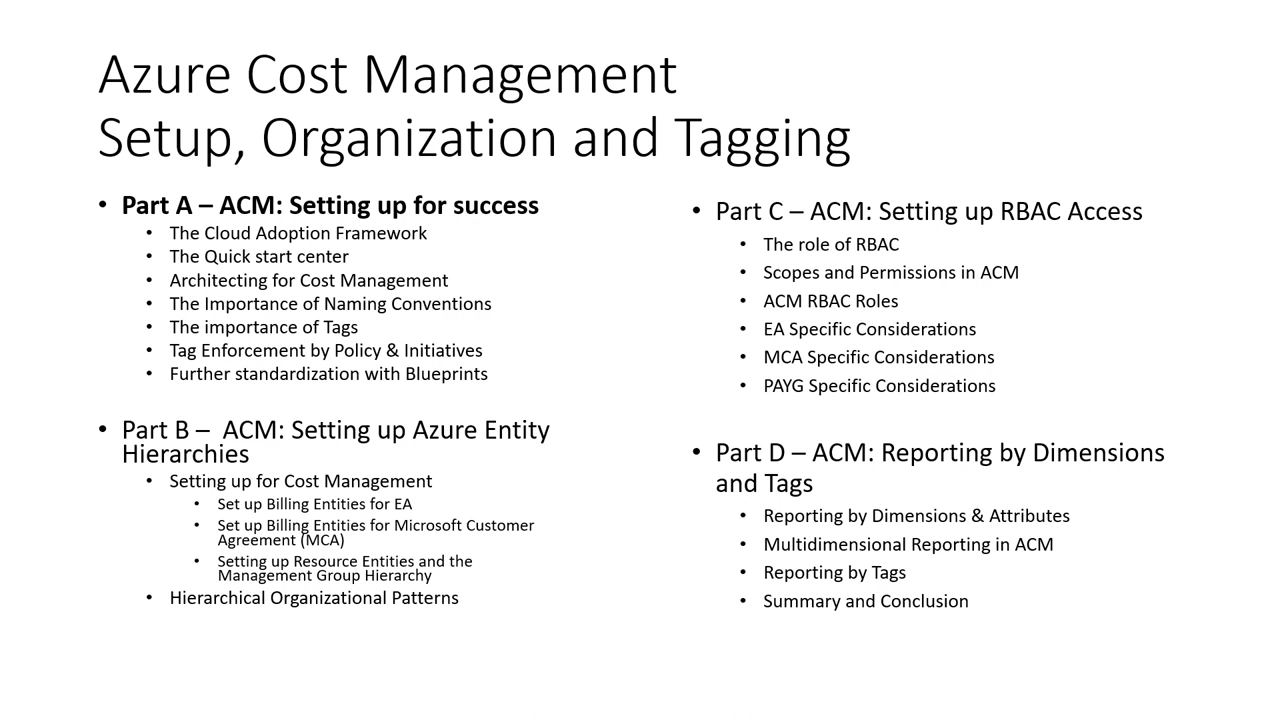 Azure Cost Management
Setup, Organization and Tagging
• Part A – ACM: Setting up for success
• The Cloud Adoption Framework
• The Quick start center
• Architecting for Cost Management
• The Importance of Naming Conventions
• The importance of Tags
• Tag Enforcement by Policy & Initiatives
• Further standardization with Blueprints
• Part B –  ACM: Setting up Azure Entity
Hierarchies
• Setting up for Cost Management
• Set up Billing Entities for EA
• Set up Billing Entities for Microsoft Customer
Agreement (MCA)
• Setting up Resource Entities and the
Management Group Hierarchy
• Hierarchical Organizational Patterns
• Part C – ACM: Setting up RBAC Access
• The role of RBAC
• Scopes and Permissions in ACM
• ACM RBAC Roles
• EA Specific Considerations
• MCA Specific Considerations
• PAYG Specific Considerations
• Part D – ACM: Reporting by Dimensions
and Tags
• Reporting by Dimensions & Attributes
• Multidimensional Reporting in ACM
• Reporting by Tags
• Summary and Conclusion